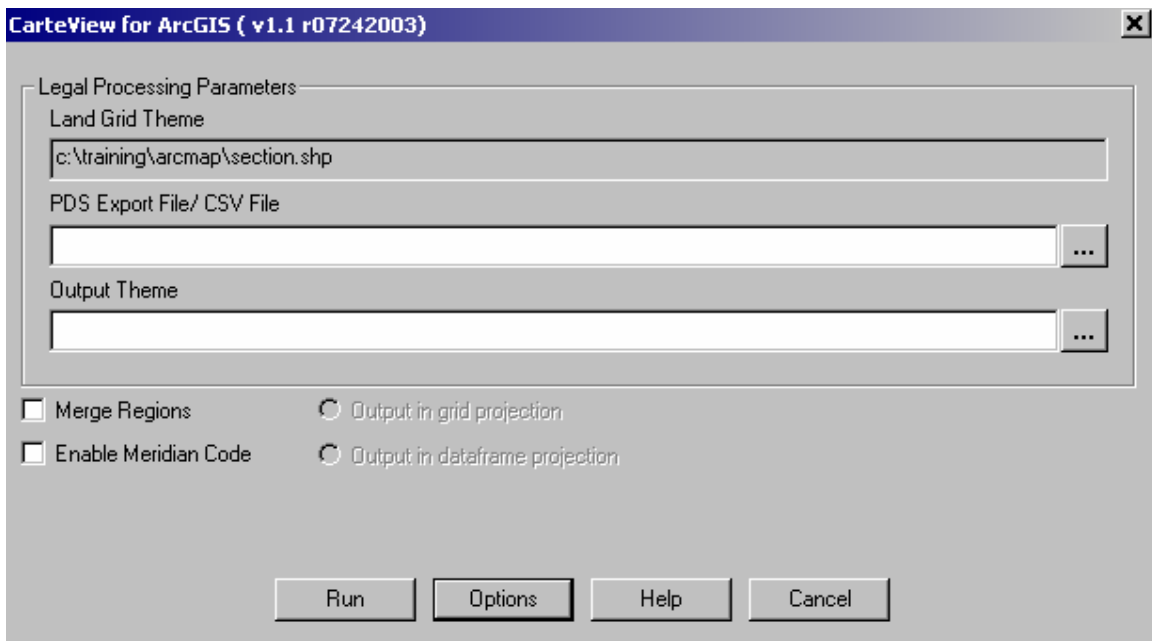 CarteView for ArcGIS ( v1.1 r07242003)
Legal Processing Parameters
Land Grid Theme
c:\training\arcmap\section.shp
PDS Export File/ CSV File
...
Output Theme
...
Merge Regions
Output in grid projection
Enable Meridian Code
Output in dataframe projection
Run Options Help Cancel